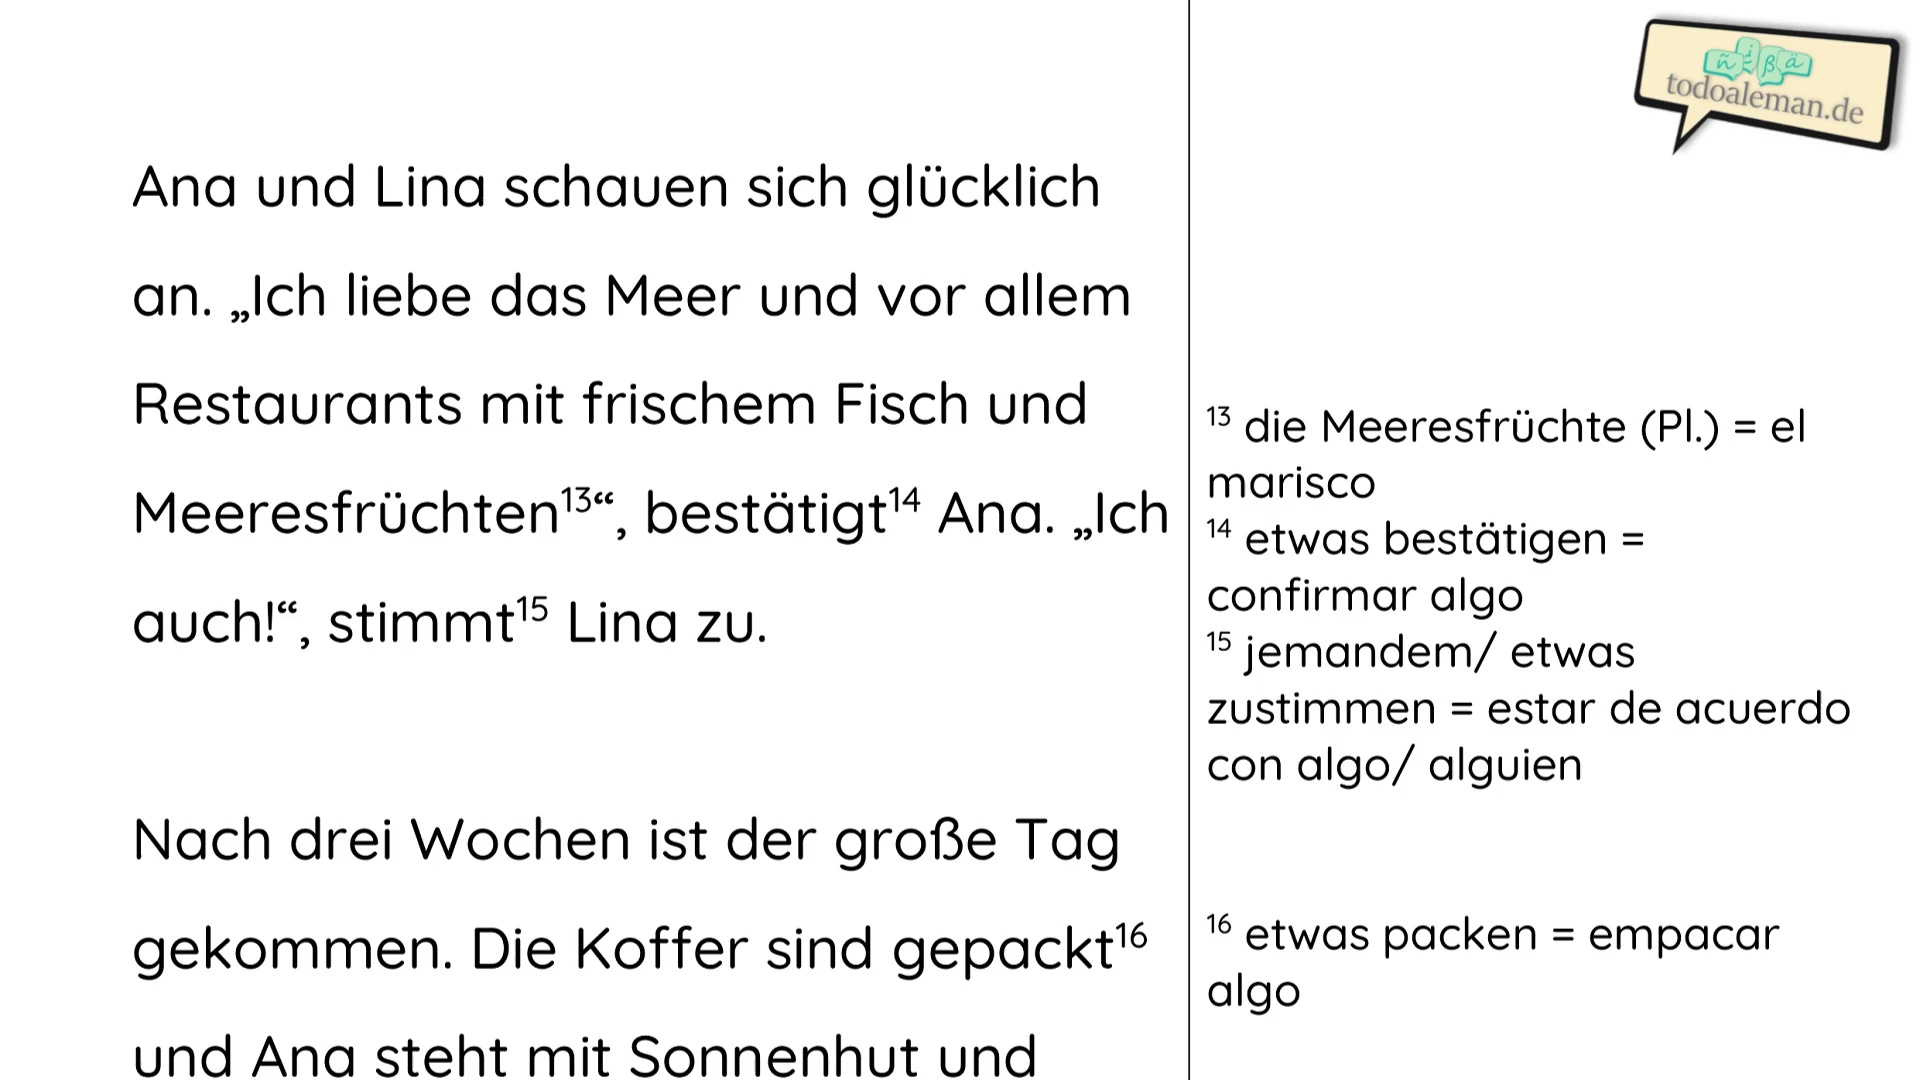 ñ ¿ ß ä
todoaleman.de
Ana und Lina schauen sich glücklich
an. „Ich liebe das Meer und vor allem
Restaurants mit frischem Fisch und
Meeresfrüchten¹³“, bestätigt¹⁴ Ana. „Ich
auch!“, stimmt¹⁵ Lina zu.
Nach drei Wochen ist der große Tag
gekommen. Die Koffer sind gepackt¹⁶
und Ana steht mit Sonnenhut und
¹³ die Meeresfrüchte (Pl.) = el
marisco
¹⁴ etwas bestätigen =
confirmar algo
¹⁵ jemandem/ etwas
zustimmen = estar de acuerdo
con algo/ alguien
¹⁶ etwas packen = empacar
algo